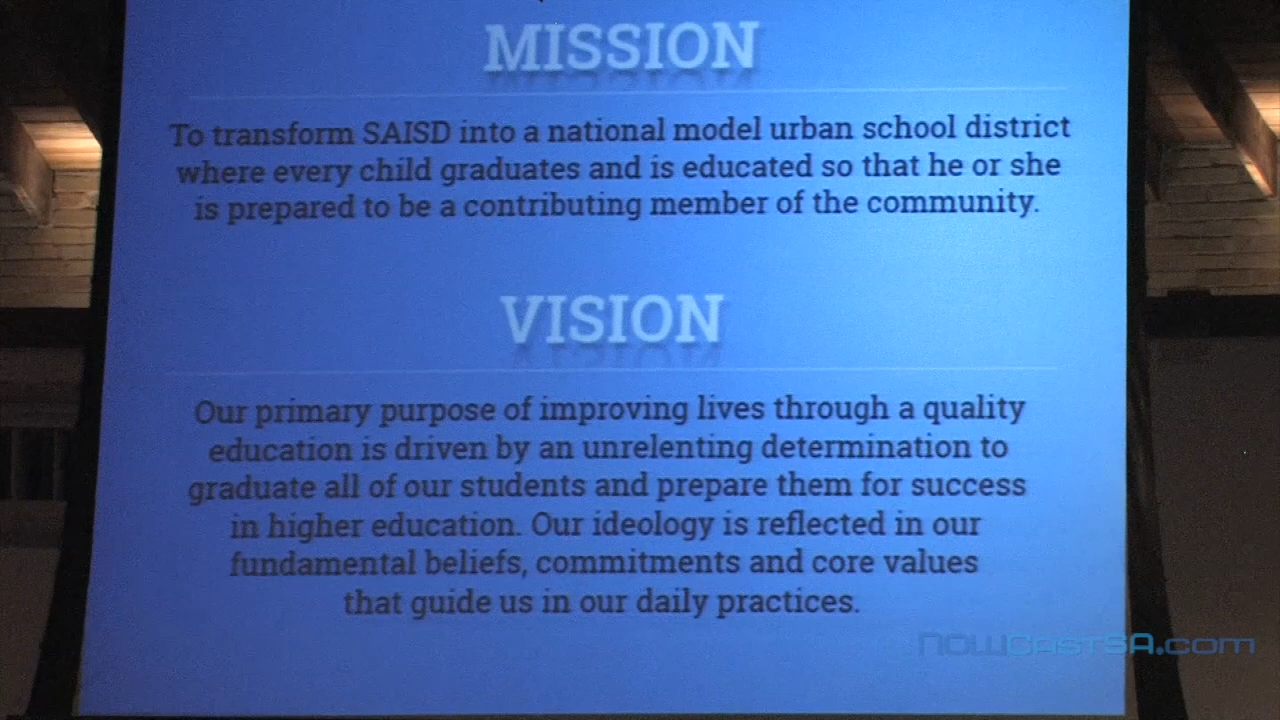 MISSION
To transform SAISD into a national model urban school district
where every child graduates and is educated so that he or she
is prepared to be a contributing member of the community.
VISION
Our primary purpose of improving lives through a quality
education is driven by an unrelenting determination to
graduate all of our students and prepare them for success
in higher education. Our ideology is reflected in our
fundamental beliefs, commitments and core values
that guide us in our daily practices.
nowcastSA.com